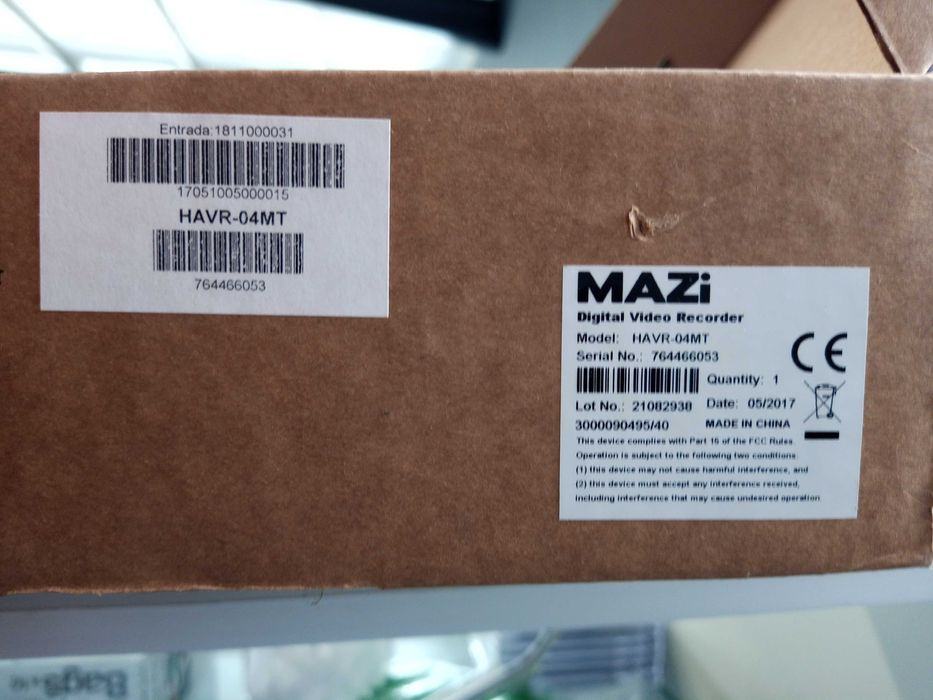 Entrada:1811000031
17051005000015
HAVR-04MT
764466053
MAZi
Digital Video Recorder
Model: HAVR-04MT
Serial No.: 764466053
Quantity: 1
Lot No.: 21082938 Date: 05/2017
3000090495/40 MADE IN CHINA
This device complies with Part 15 of the FCC Rules.
Operation is subject to the following two conditions:
(1) this device may not cause harmful interference, and
(2) this device must accept any interference received,
including interference that may cause undesired operation
CE
Bags